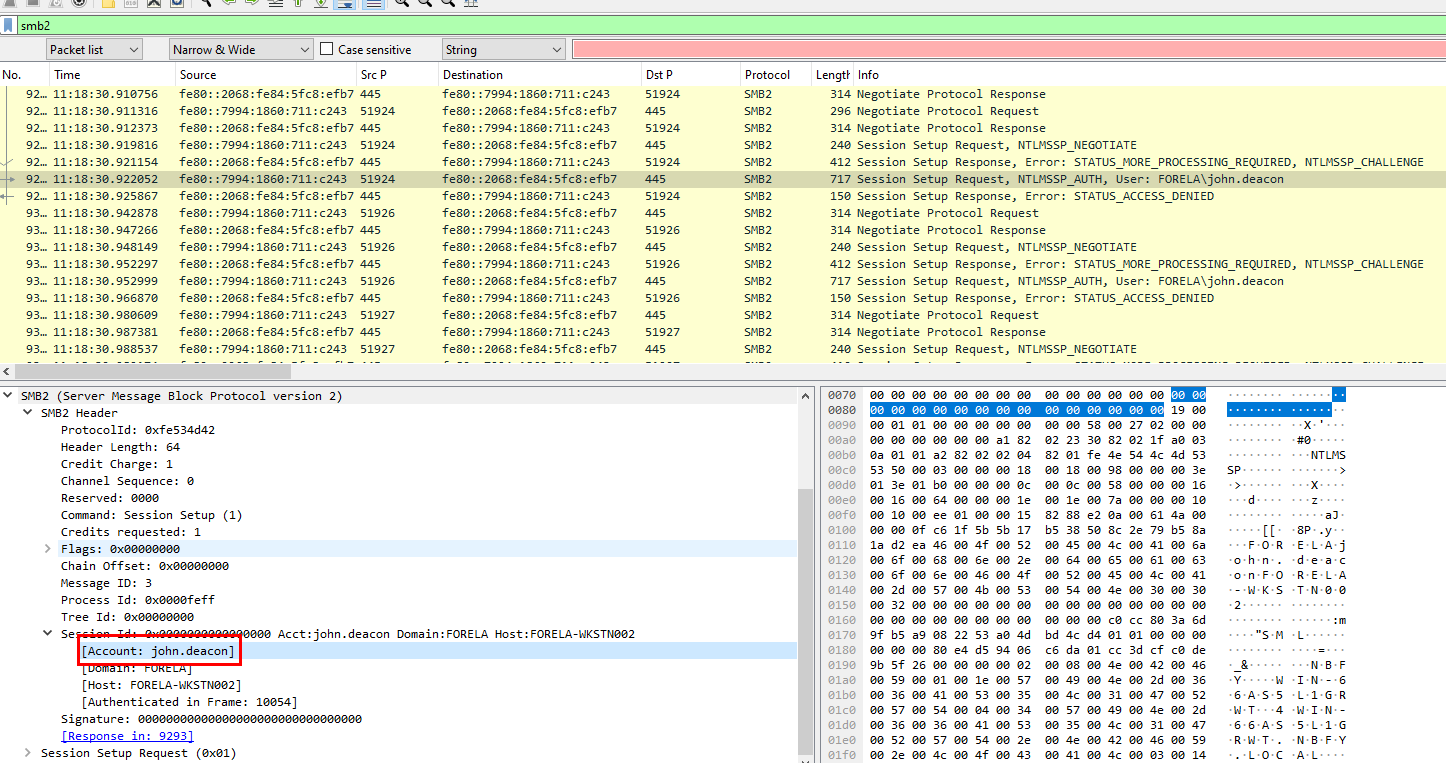 smb2
Packet list Narrow & Wide Case sensitive String
No. Time Source Src P Destination Dst P Protocol Length Info
92… 11:18:30.910756 fe80::2068:fe84:5fc8:efb7 445 fe80::7994:1860:711:c243 51924 SMB2 314 Negotiate Protocol Response
92… 11:18:30.911316 fe80::7994:1860:711:c243 51924 fe80::2068:fe84:5fc8:efb7 445 SMB2 296 Negotiate Protocol Request
92… 11:18:30.912373 fe80::2068:fe84:5fc8:efb7 445 fe80::7994:1860:711:c243 51924 SMB2 314 Negotiate Protocol Response
92… 11:18:30.919816 fe80::7994:1860:711:c243 51924 fe80::2068:fe84:5fc8:efb7 445 SMB2 240 Session Setup Request, NTLMSSP_NEGOTIATE
92… 11:18:30.921154 fe80::2068:fe84:5fc8:efb7 445 fe80::7994:1860:711:c243 51924 SMB2 412 Session Setup Response, Error: STATUS_MORE_PROCESSING_REQUIRED, NTLMSSP_CHALLENGE
92… 11:18:30.922052 fe80::7994:1860:711:c243 51924 fe80::2068:fe84:5fc8:efb7 445 SMB2 717 Session Setup Request, NTLMSSP_AUTH, User: FORELA\john.deacon
92… 11:18:30.925867 fe80::2068:fe84:5fc8:efb7 445 fe80::7994:1860:711:c243 51924 SMB2 150 Session Setup Response, Error: STATUS_ACCESS_DENIED
93… 11:18:30.942878 fe80::7994:1860:711:c243 51926 fe80::2068:fe84:5fc8:efb7 445 SMB2 314 Negotiate Protocol Request
93… 11:18:30.947266 fe80::2068:fe84:5fc8:efb7 445 fe80::7994:1860:711:c243 51926 SMB2 314 Negotiate Protocol Response
93… 11:18:30.948149 fe80::7994:1860:711:c243 51926 fe80::2068:fe84:5fc8:efb7 445 SMB2 240 Session Setup Request, NTLMSSP_NEGOTIATE
93… 11:18:30.952297 fe80::2068:fe84:5fc8:efb7 445 fe80::7994:1860:711:c243 51926 SMB2 412 Session Setup Response, Error: STATUS_MORE_PROCESSING_REQUIRED, NTLMSSP_CHALLENGE
93… 11:18:30.952999 fe80::7994:1860:711:c243 51926 fe80::2068:fe84:5fc8:efb7 445 SMB2 717 Session Setup Request, NTLMSSP_AUTH, User: FORELA\john.deacon
93… 11:18:30.966870 fe80::2068:fe84:5fc8:efb7 445 fe80::7994:1860:711:c243 51926 SMB2 150 Session Setup Response, Error: STATUS_ACCESS_DENIED
93… 11:18:30.980609 fe80::7994:1860:711:c243 51927 fe80::2068:fe84:5fc8:efb7 445 SMB2 314 Negotiate Protocol Request
93… 11:18:30.987381 fe80::2068:fe84:5fc8:efb7 445 fe80::7994:1860:711:c243 51927 SMB2 314 Negotiate Protocol Response
93… 11:18:30.988537 fe80::7994:1860:711:c243 51927 fe80::2068:fe84:5fc8:efb7 445 SMB2 240 Session Setup Request, NTLMSSP_NEGOTIATE
SMB2 (Server Message Block Protocol version 2)
SMB2 Header
ProtocolId: 0xfe534d42
Header Length: 64
Credit Charge: 1
Channel Sequence: 0
Reserved: 0000
Command: Session Setup (1)
Credits requested: 1
Flags: 0x00000000
Chain Offset: 0x00000000
Message ID: 3
Process Id: 0x0000feff
Tree Id: 0x00000000
Session Id: 0x0000000000000000 Acct:john.deacon Domain:FORELA Host:FORELA-WKSTN002
[Account: john.deacon]
[Domain: FORELA]
[Host: FORELA-WKSTN002]
[Authenticated in Frame: 10054]
Signature: 00000000000000000000000000000000
[Response in: 9293]
Session Setup Request (0x01)
0070 00 00 00 00 00 00 00 00 00 00 00 00 00 00 00 00 ················
0080 00 00 00 00 00 00 00 00 00 00 00 00 00 00 19 00 ················
0090 00 01 01 00 00 00 00 00 00 00 58 00 27 02 00 00 ··········X·'···
00a0 00 00 00 00 00 00 a1 82 02 23 30 82 02 1f a0 03 ·········#0·····
00b0 0a 01 01 a2 82 02 02 04 82 01 fe 4e 54 4c 4d 53 ···········NTLMS
00c0 53 50 00 03 00 00 00 18 00 18 00 98 00 00 00 3e SP·············>
00d0 01 3e 01 b0 00 00 00 0c 00 0c 00 58 00 00 00 16 ·>·········X····
00e0 00 16 00 64 00 00 00 1e 00 1e 00 7a 00 00 00 10 ···d·······z····
00f0 00 10 00 ee 01 00 00 15 82 88 e2 0a 00 61 4a 00 ·············aJ·
0100 00 00 0f c6 1f 5b 5b 17 b5 38 50 8c 2e 79 b5 8a ·····[[··8P·.y··
0110 1a d2 ea 46 00 4f 00 52 00 45 00 4c 00 41 00 6a ···F·O·R·E·L·A·j
0120 00 6f 00 68 00 6e 00 2e 00 64 00 65 00 61 00 63 ·o·h·n·.·d·e·a·c
0130 00 6f 00 6e 00 46 00 4f 00 52 00 45 00 4c 00 41 ·o·n·F·O·R·E·L·A
0140 00 2d 00 57 00 4b 00 53 00 54 00 4e 00 30 00 30 ·-·W·K·S·T·N·0·0
0150 00 32 00 00 00 00 00 00 00 00 00 00 00 00 00 00 ·2··············
0160 00 00 00 00 00 00 00 00 00 00 00 c0 cc 80 3a 6d ··············:m
0170 9f b5 a9 08 22 53 a0 4d bd 4c d4 01 01 00 00 00 ····"S·M·L······
0180 00 00 00 80 e4 d5 94 06 c6 da 01 cc 3d cf c0 de ············=···
0190 9b 5f 26 00 00 00 00 02 00 08 00 4e 00 42 00 46 ·_&········N·B·F
01a0 00 59 00 01 00 1e 00 57 00 49 00 4e 00 2d 00 36 ·Y·····W·I·N·-·6
01b0 00 36 00 41 00 53 00 35 00 4c 00 31 00 47 00 52 ·6·A·S·5·L·1·G·R
01c0 00 57 00 54 00 04 00 34 00 57 00 49 00 4e 00 2d ·W·T···4·W·I·N·-
01d0 00 36 00 36 00 41 00 53 00 35 00 4c 00 31 00 47 ·6·6·A·S·5·L·1·G
01e0 00 52 00 57 00 54 00 2e 00 4e 00 42 00 46 00 59 ·R·W·T·.·N·B·F·Y
01f0 00 2e 00 4c 00 4f 00 43 00 41 00 4c 00 03 00 14 ·.·L·O·C·A·L····